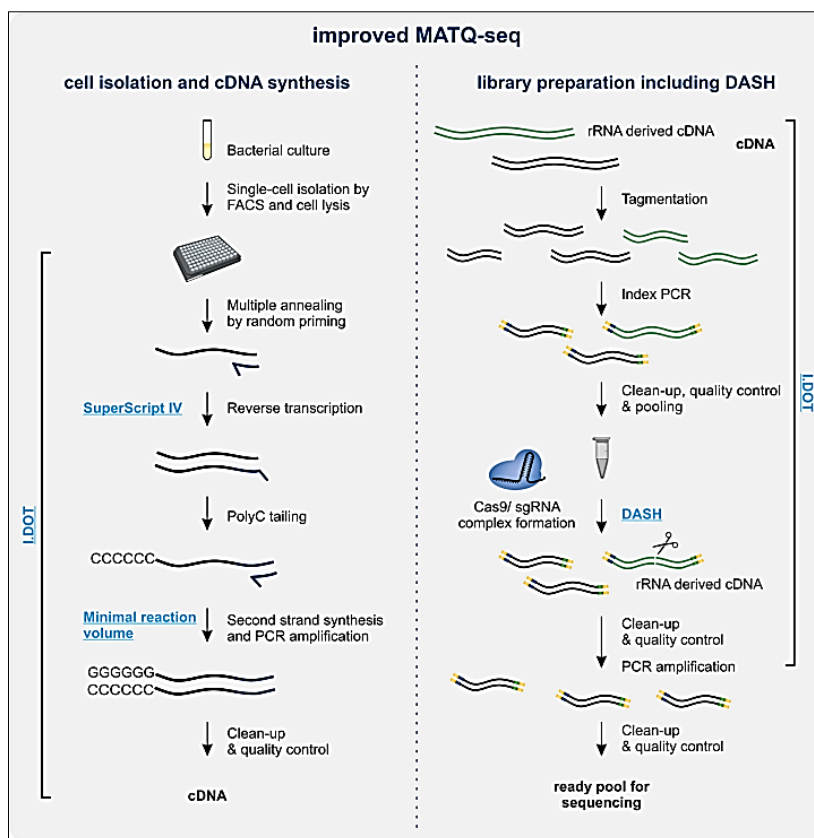 improved MATQ-seq
cell isolation and cDNA synthesis
Bacterial culture
Single-cell isolation by
FACS and cell lysis
Multiple annealing
by random priming
SuperScript IV
Reverse transcription
PolyC tailing
CCCCCC
Minimal reaction
volume
Second strand synthesis
and PCR amplification
GGGGGG
CCCCCC
Clean-up
& quality control
cDNA
I.DOT
library preparation including DASH
rRNA derived cDNA
cDNA
Tagmentation
Index PCR
Clean-up, quality control
& pooling
I.DOT
Cas9/ sgRNA
complex formation
DASH
rRNA derived cDNA
Clean-up
& quality control
PCR amplification
Clean-up
& quality control
ready pool for
sequencing